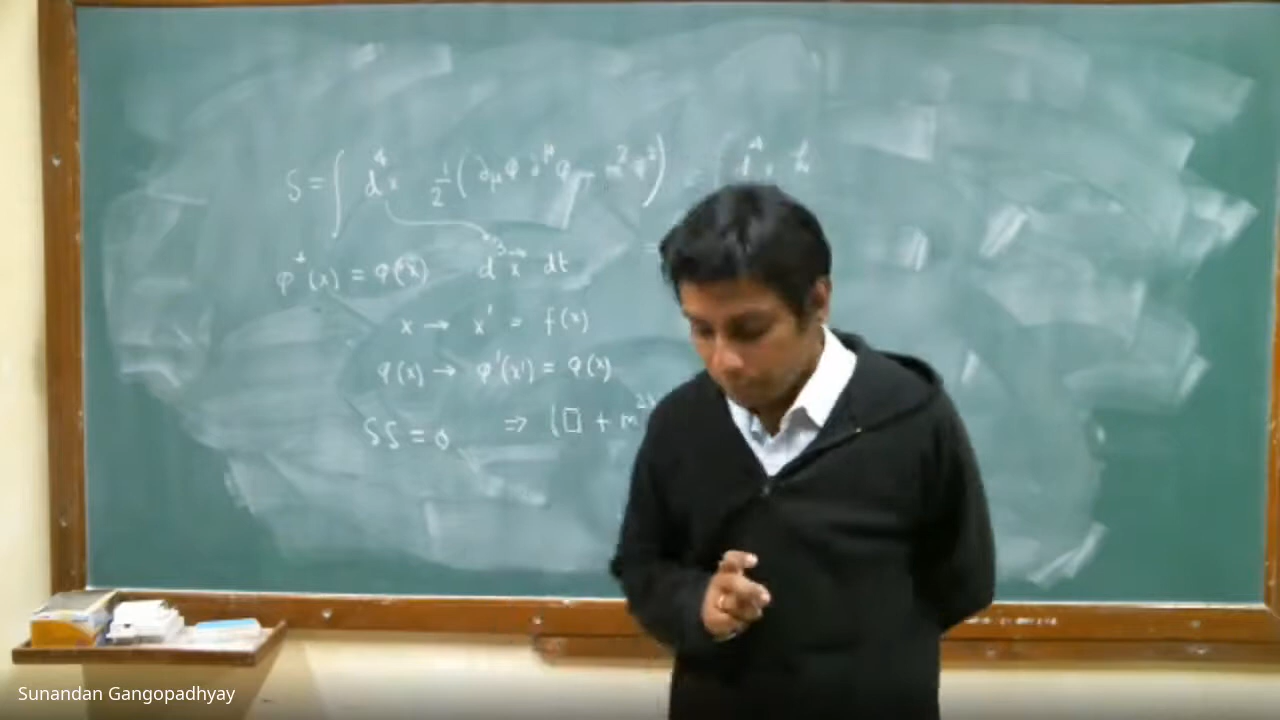 S = ∫ d⁴x 1/2 (∂μφ ∂^μφ - m²φ²) =
φ*(x) = φ(x) d³x dt
x → x' = f(x)
φ(x) → φ'(x') = φ(x)
δS = 0 ⇒ (□ + m²
Sunandan Gangopadhyay